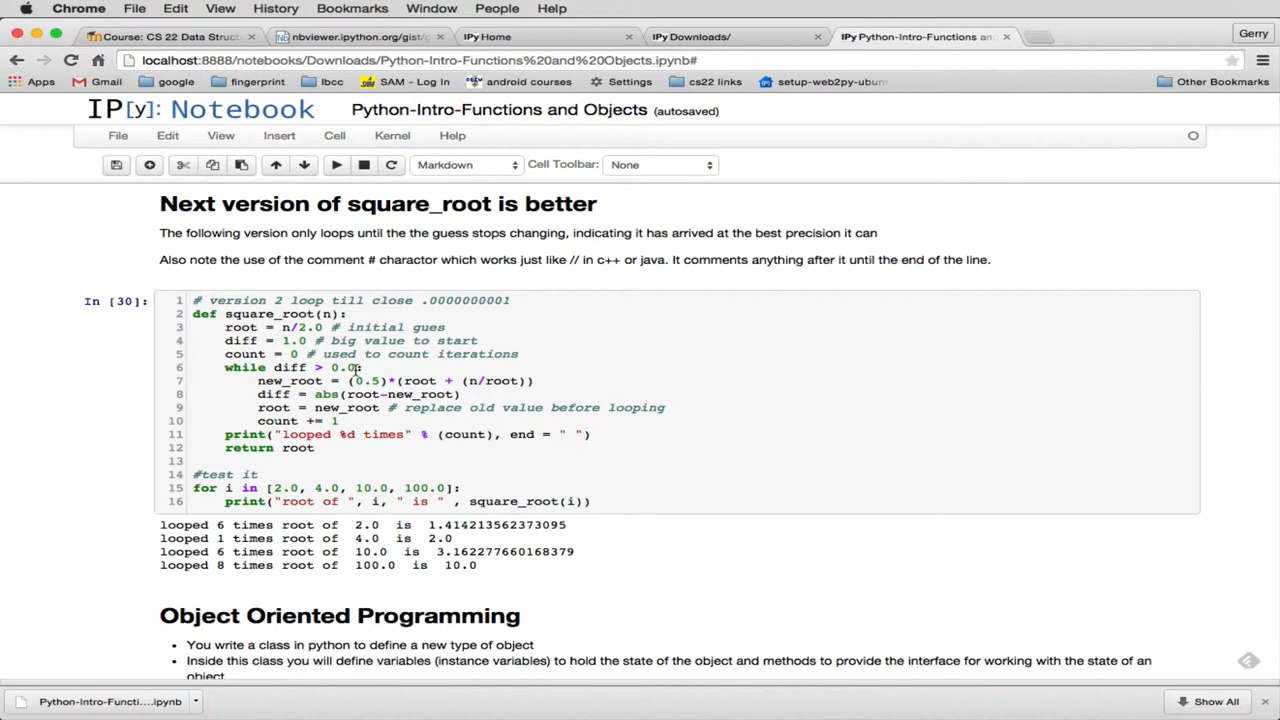 Chrome File Edit View History Bookmarks Window People Help
Course: CS 22 Data Struct × nbviewer.ipython.org/gist/ × IPy Home × IPy Downloads/ × IPy Python-Intro-Functions and × Gerry
localhost:8888/notebooks/Downloads/Python-Intro-Functions%20and%20Objects.ipynb#
Apps Gmail google fingerprint lbcc SAM - Log In android courses Settings cs22 links setup-web2py-ubun Other Bookmarks
IP[y]: Notebook Python-Intro-Functions and Objects (autosaved)
File Edit View Insert Cell Kernel Help
Markdown Cell Toolbar: None
Next version of square_root is better
The following version only loops until the the guess stops changing, indicating it has arrived at the best precision it can
Also note the use of the comment # charactor which works just like // in c++ or java. It comments anything after it until the end of the line.
In [30]: 1 # version 2 loop till close .0000000001
2 def square_root(n):
3 root = n/2.0 # initial gues
4 diff = 1.0 # big value to start
5 count = 0 # used to count iterations
6 while diff > 0.0:
7 new_root = (0.5)*(root + (n/root))
8 diff = abs(root-new_root)
9 root = new_root # replace old value before looping
10 count += 1
11 print("looped %d times" % (count), end = " ")
12 return root
13
14 #test it
15 for i in [2.0, 4.0, 10.0, 100.0]:
16 print("root of ", i, " is " , square_root(i))
looped 6 times root of 2.0 is 1.414213562373095
looped 1 times root of 4.0 is 2.0
looped 6 times root of 10.0 is 3.162277660168379
looped 8 times root of 100.0 is 10.0
Object Oriented Programming
• You write a class in python to define a new type of object
• Inside this class you will define variables (instance variables) to hold the state of the object and methods to provide the interface for working with the state of an
object
Python-Intro-Functi....ipynb Show All ×